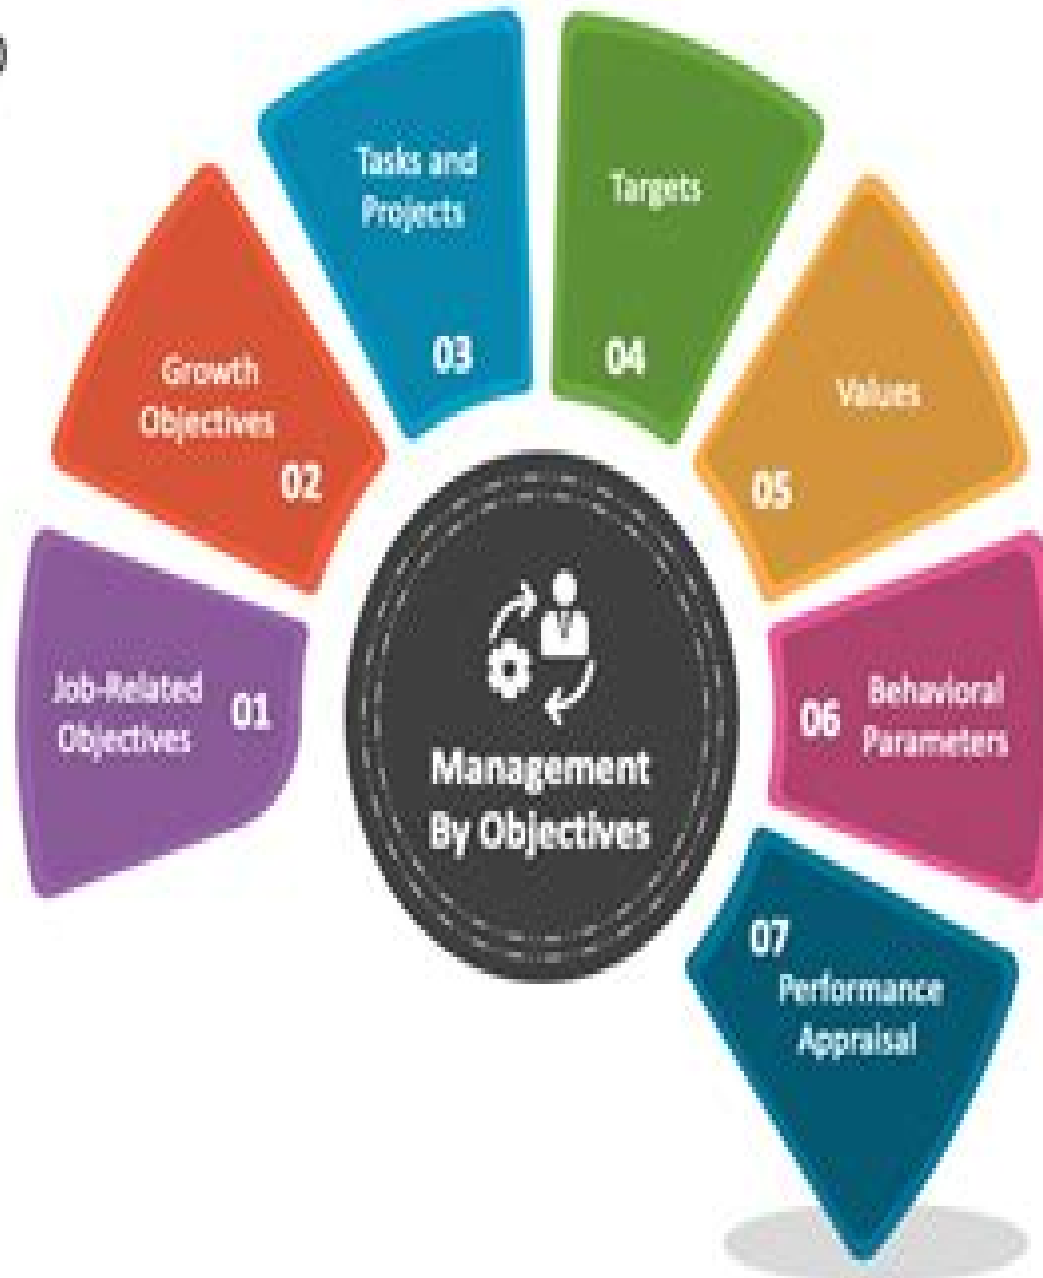 )
Tasks and
Projects
03
Targets
04
Growth
Objectives
02
Values
05
Job-Related
Objectives
01
Behavioral
Parameters
06
Management
By Objectives
07
Performance
Appraisal